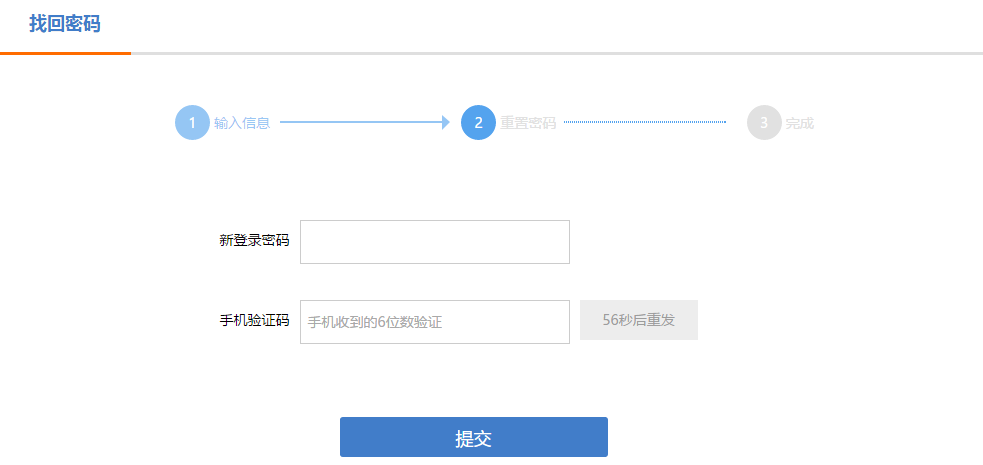 找回密码
1 输入信息 2 重置密码 3 完成
新登录密码
手机验证码 手机收到的6位数验证 56秒后重发
提交